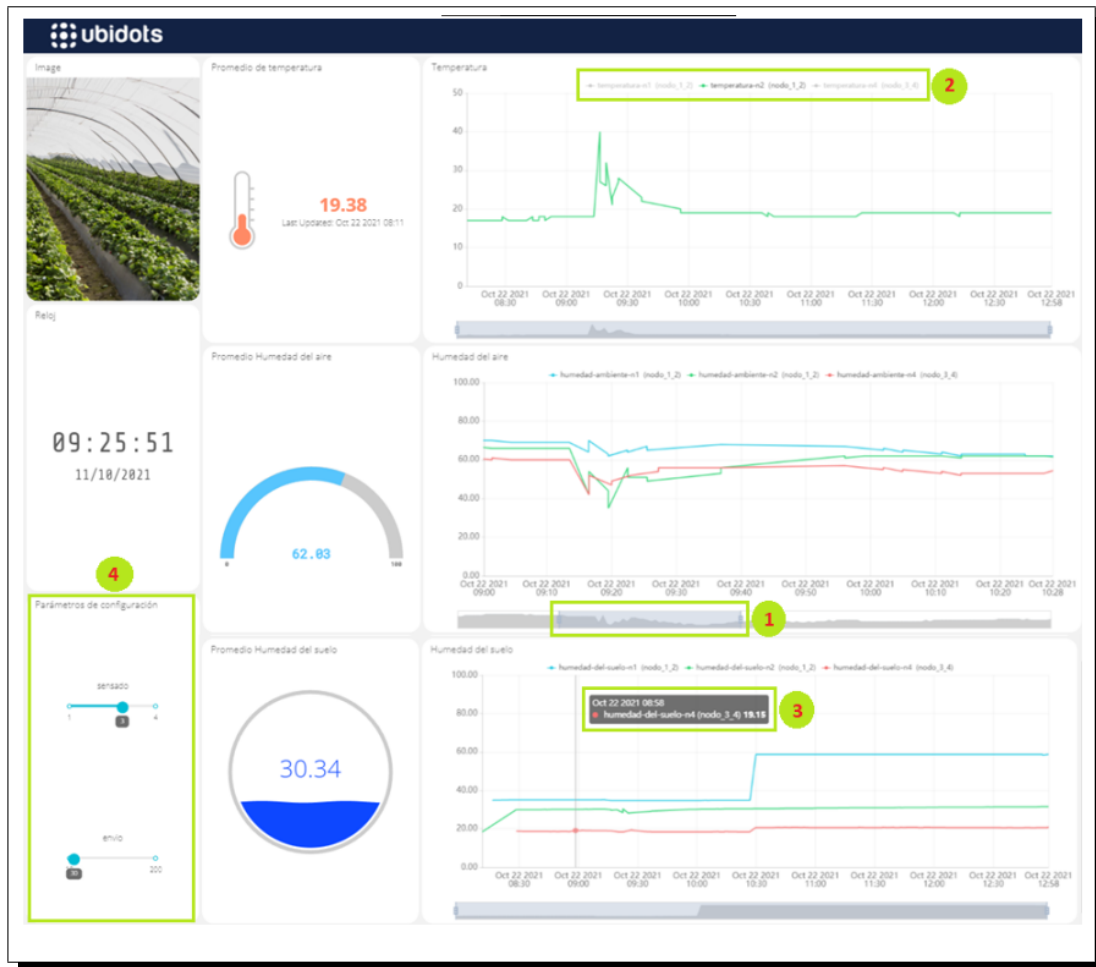 ubidots
Image
Promedio de temperatura
19.38
Last Updated: Oct 22 2021 08:11
Temperatura
temperatura-n1 (nodo_1_2) temperatura-n2 (nodo_1_2) temperatura-n4 (nodo_3_4)
2
50
40
30
20
10
0
Oct 22 2021 Oct 22 2021 Oct 22 2021 Oct 22 2021 Oct 22 2021 Oct 22 2021 Oct 22 2021 Oct 22 2021 Oct 22 2021 Oct 22 2021
08:30 09:00 09:30 10:00 10:30 11:00 11:30 12:00 12:30 12:58
Reloj
09:25:51
11/10/2021
Promedio Humedad del aire
62.03
0 100
Humedad del aire
humedad-ambiente-n1 (nodo_1_2) humedad-ambiente-n2 (nodo_1_2) humedad-ambiente-n4 (nodo_3_4)
100.00
80.00
60.00
40.00
20.00
0.00
Oct 22 2021 Oct 22 2021 Oct 22 2021 Oct 22 2021 Oct 22 2021 Oct 22 2021 Oct 22 2021 Oct 22 2021 Oct 22 2021 Oct 22 2021
09:00 09:10 09:20 09:30 09:40 09:50 10:00 10:10 10:20 10:28
1
4
Parámetros de configuración
sensado
1 4
3
envío
200
30
Promedio Humedad del suelo
30.34
Humedad del suelo
humedad-del-suelo-n1 (nodo_1_2) humedad-del-suelo-n2 (nodo_1_2) humedad-del-suelo-n4 (nodo_3_4)
100.00
Oct 22 2021 08:58
humedad-del-suelo-n4 (nodo_3_4) 19.15
3
80.00
60.00
40.00
20.00
0.00
Oct 22 2021 Oct 22 2021 Oct 22 2021 Oct 22 2021 Oct 22 2021 Oct 22 2021 Oct 22 2021 Oct 22 2021 Oct 22 2021 Oct 22 2021
08:30 09:00 09:30 10:00 10:30 11:00 11:30 12:00 12:30 12:58